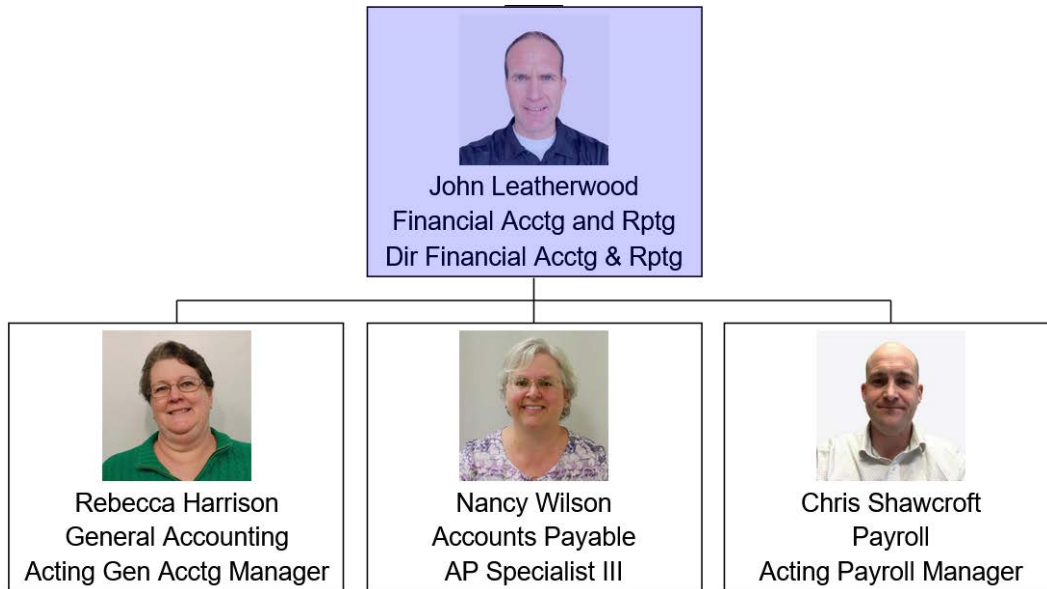 John Leatherwood
Financial Acctg and Rptg
Dir Financial Acctg & Rptg
Rebecca Harrison
General Accounting
Acting Gen Acctg Manager
Nancy Wilson
Accounts Payable
AP Specialist III
Chris Shawcroft
Payroll
Acting Payroll Manager